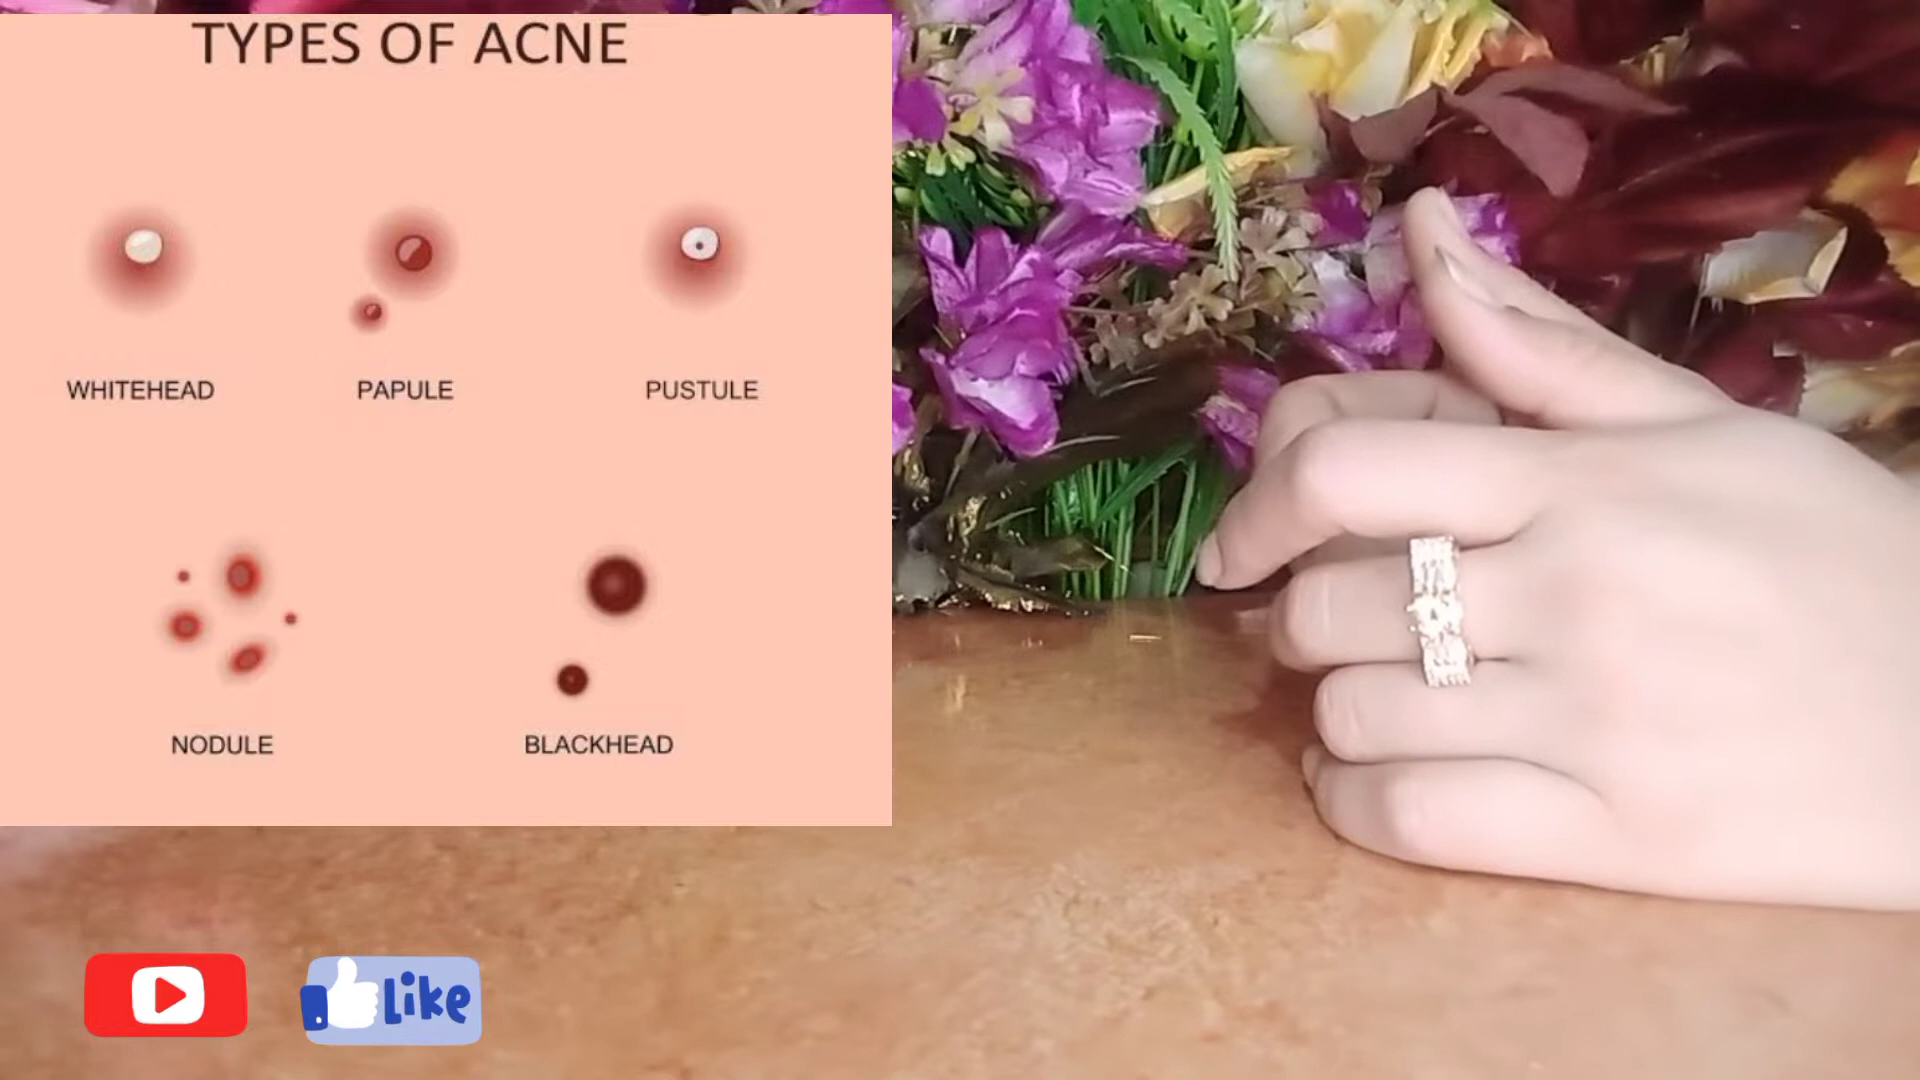 TYPES OF ACNE
WHITEHEAD
PAPULE
PUSTULE
NODULE
BLACKHEAD
Like